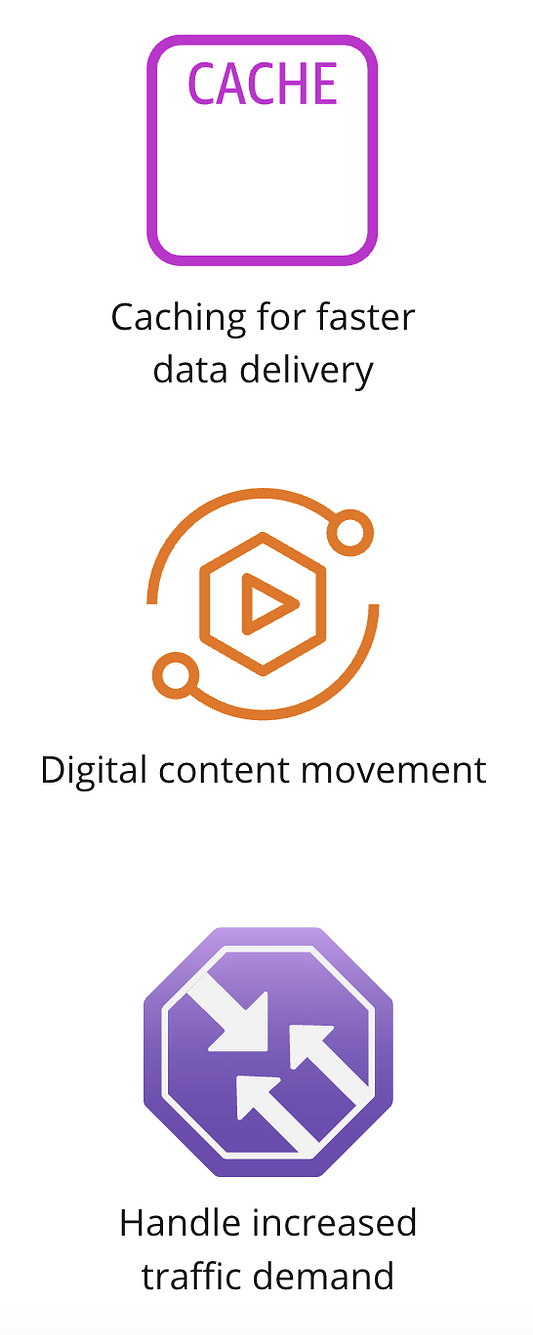 CACHE
Caching for faster
data delivery
Digital content movement
Handle increased
traffic demand